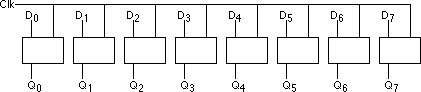 Clk
D0 D1 D2 D3 D4 D5 D6 D7
Q0 Q1 Q2 Q3 Q4 Q5 Q6 Q7